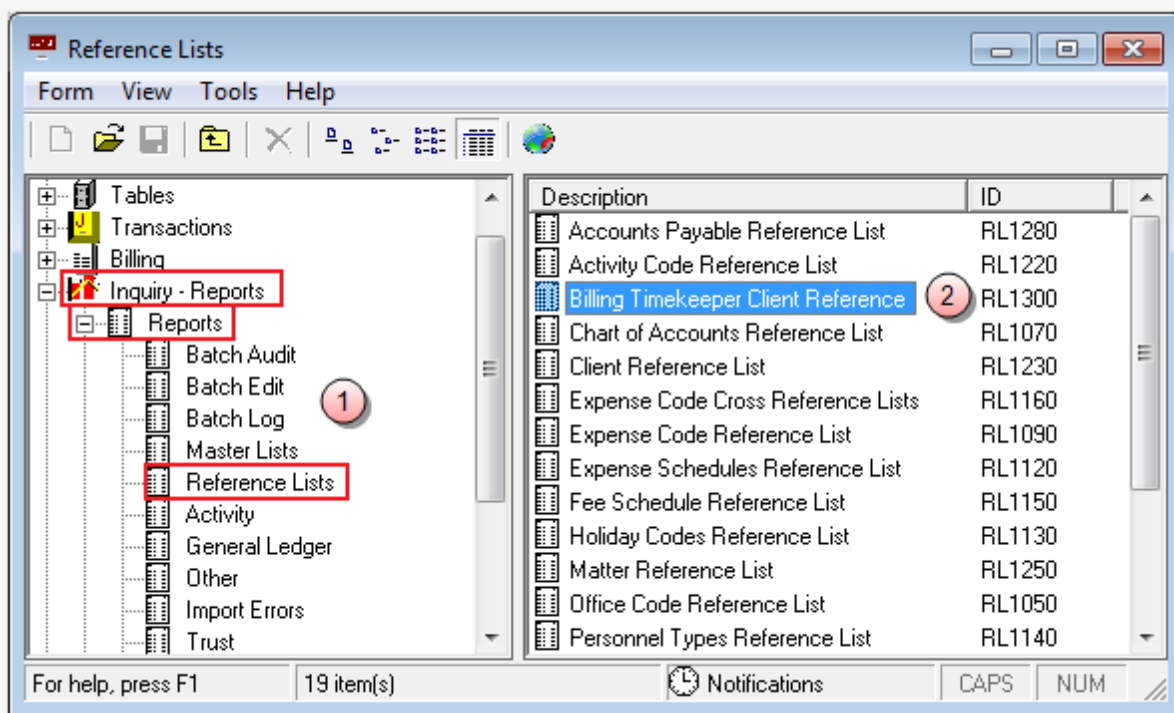 Reference Lists
Form View Tools Help
Tables
Transactions
Billing
Inquiry - Reports
Reports
Batch Audit
Batch Edit
Batch Log
Master Lists
Reference Lists
Activity
General Ledger
Other
Import Errors
Trust
1
Description ID
Accounts Payable Reference List RL1280
Activity Code Reference List RL1220
Billing Timekeeper Client Reference 2 RL1300
Chart of Accounts Reference List RL1070
Client Reference List RL1230
Expense Code Cross Reference Lists RL1160
Expense Code Reference List RL1090
Expense Schedules Reference List RL1120
Fee Schedule Reference List RL1150
Holiday Codes Reference List RL1130
Matter Reference List RL1250
Office Code Reference List RL1050
Personnel Types Reference List RL1140
For help, press F1 19 item(s) Notifications CAPS NUM